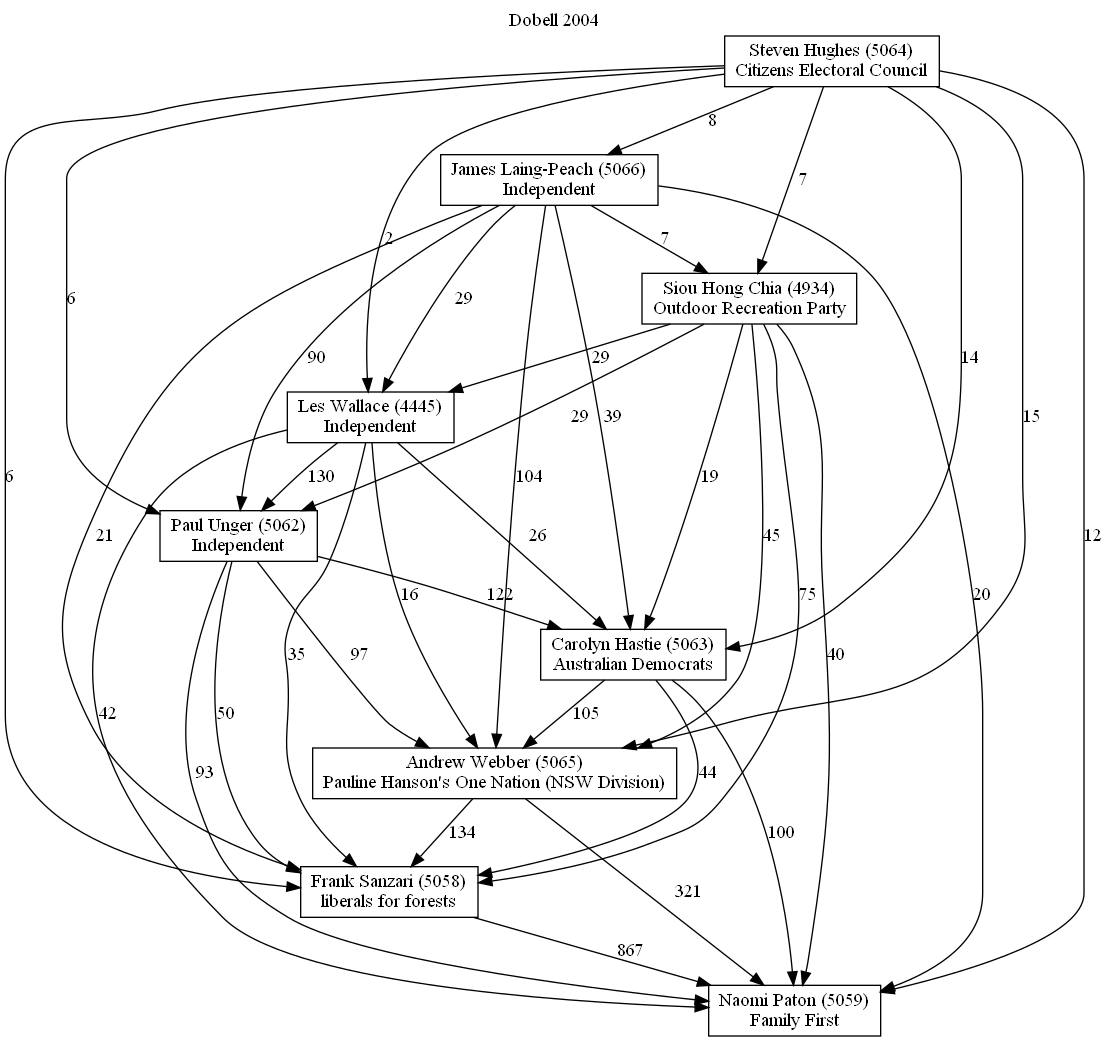 Dobell 2004
Steven Hughes (5064)
Citizens Electoral Council
8
James Laing-Peach (5066)
Independent
7
2
7
6
29
Siou Hong Chia (4934)
Outdoor Recreation Party
90
29
14
Les Wallace (4445)
Independent
29
39
15
6
130
104
19
Paul Unger (5062)
Independent
21
26
45
12
16
122
75
20
35
97
Carolyn Hastie (5063)
Australian Democrats
40
42
50
105
Andrew Webber (5065)
Pauline Hanson's One Nation (NSW Division)
93
44
134
100
Frank Sanzari (5058)
liberals for forests
321
867
Naomi Paton (5059)
Family First